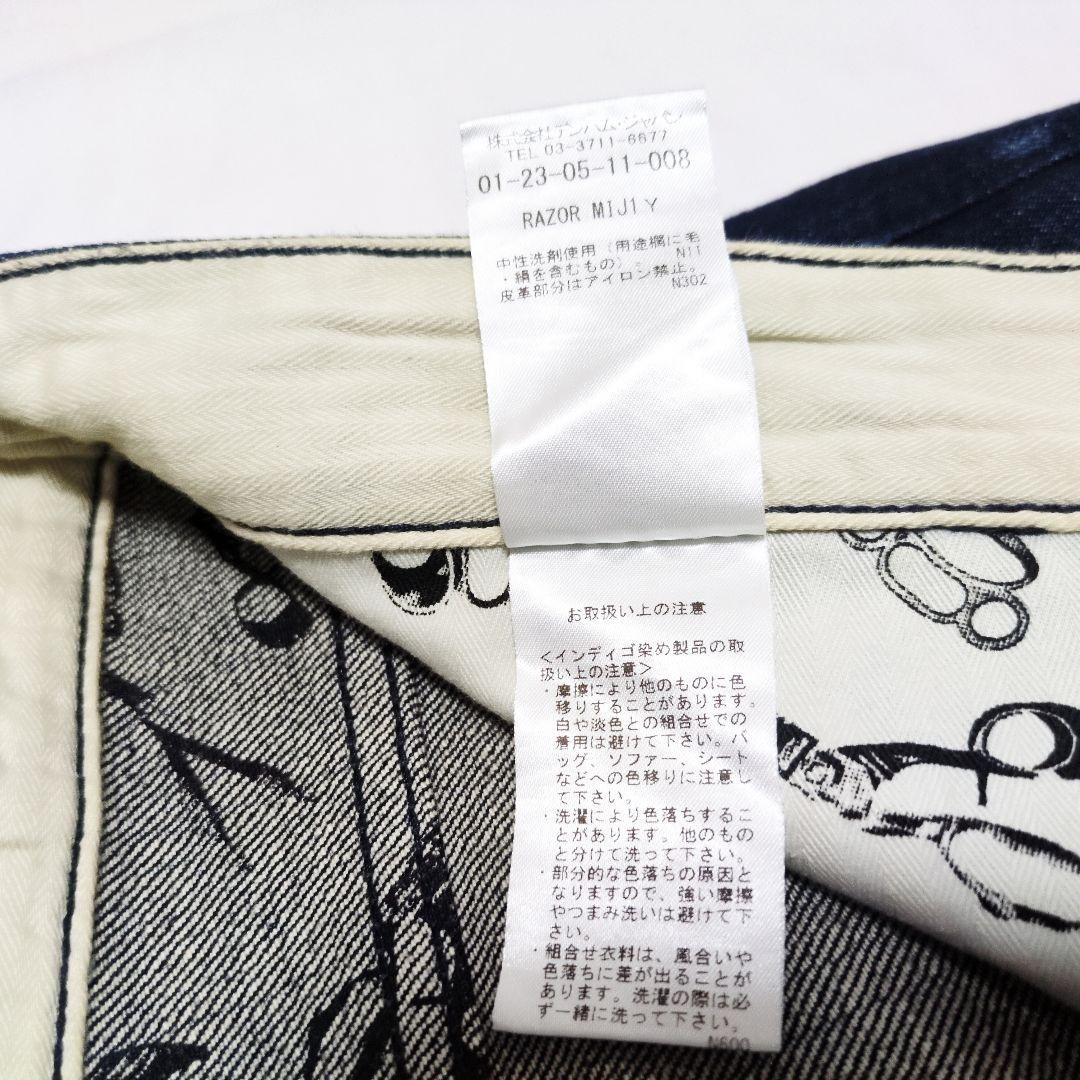 株式会社デンハム・ジャパン
TEL 03-3711-6677
01-23-05-11-008
RAZOR MIJ1Y
中性洗剤使用（用途欄に毛
・絹を含むもの）。 N11
皮革部分はアイロン禁止。
N302
お取扱い上の注意
＜インディゴ染め製品の取
扱い上の注意＞
・摩擦により他のものに色
移りすることがあります。
白や淡色との組合せでの
着用は避けて下さい。バ
ッグ、ソファー、シート
などへの色移りに注意し
て下さい。
・洗濯により色落ちするこ
とがあります。他のもの
と分けて洗って下さい。
・部分的な色落ちの原因と
なりますので、強い摩擦
やつまみ洗いは避けて下
さい。
・組合せ衣料は、風合いや
色落ちに差が出ることが
あります。洗濯の際は必
ず一緒に洗って下さい。
N600